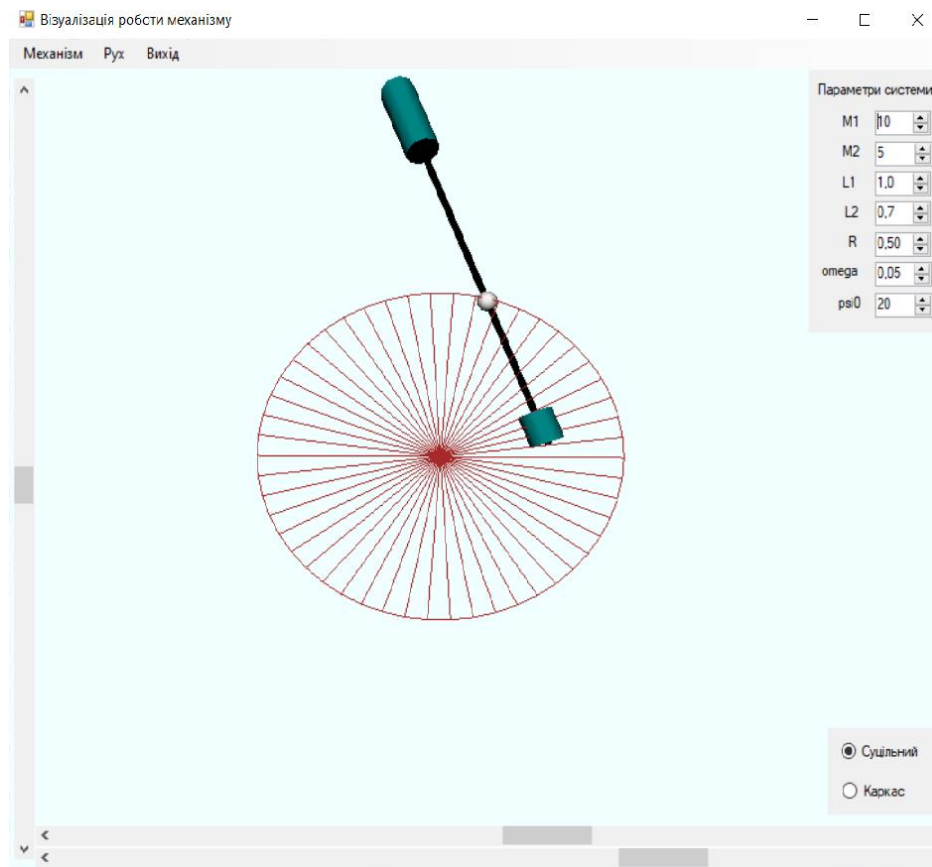 Візуалізація робсти механізму
Механізм Рух Вихід
Параметри системи
M1 10
M2 5
L1 1,0
L2 0,7
R 0,50
omega 0,05
psi0 20
Суцільний
Каркас